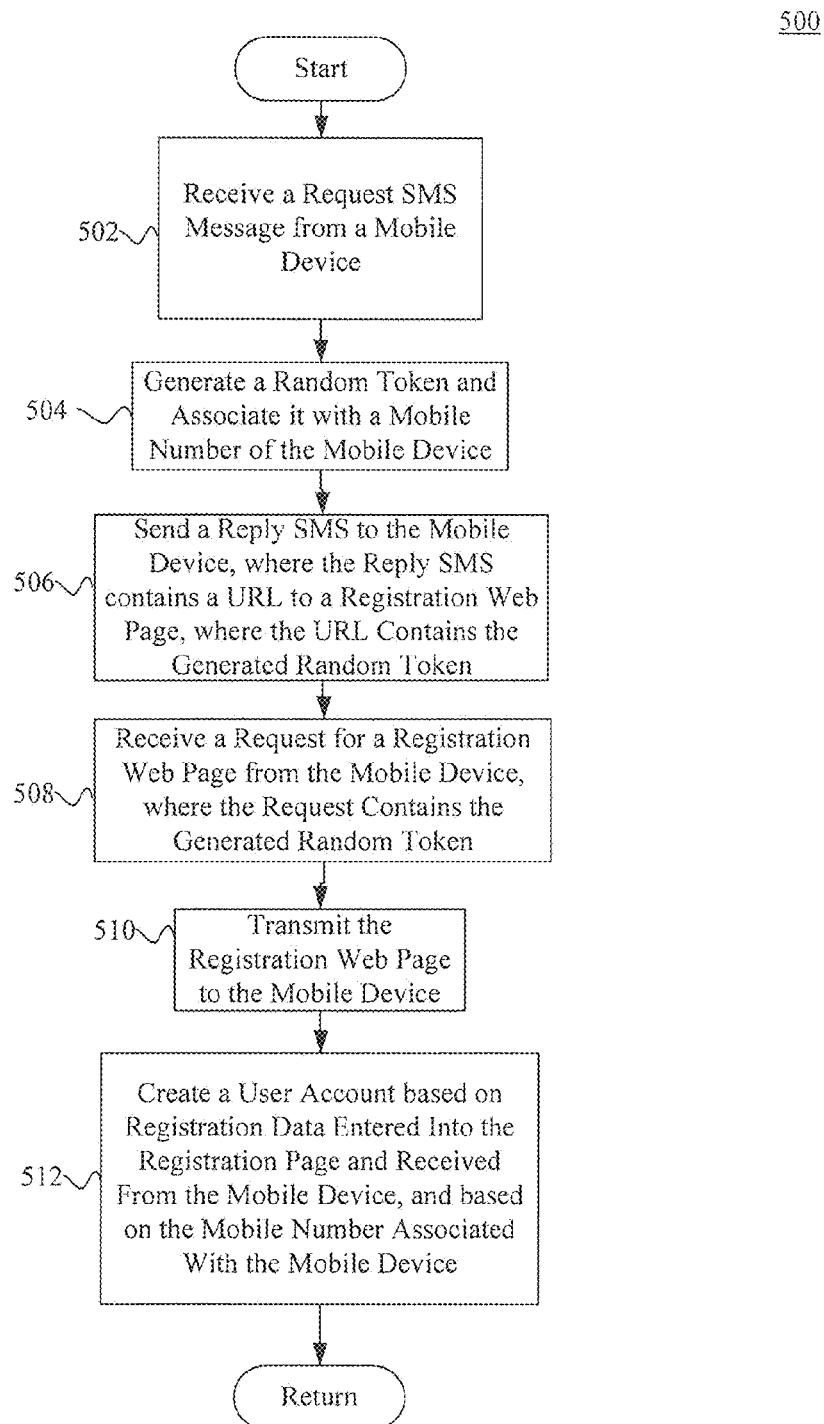 500
Start
Receive a Request SMS
Message from a Mobile
Device
502
Generate a Random Token and
Associate it with a Mobile
Number of the Mobile Device
504
Send a Reply SMS to the Mobile
Device, where the Reply SMS
contains a URL to a Registration Web
Page, where the URL Contains the
Generated Random Token
506
Receive a Request for a Registration
Web Page from the Mobile Device,
where the Request Contains the
Generated Random Token
508
Transmit the
Registration Web Page
to the Mobile Device
510
Create a User Account based on
Registration Data Entered Into the
Registration Page and Received
From the Mobile Device, and based
on the Mobile Number Associated
With the Mobile Device
512
Return